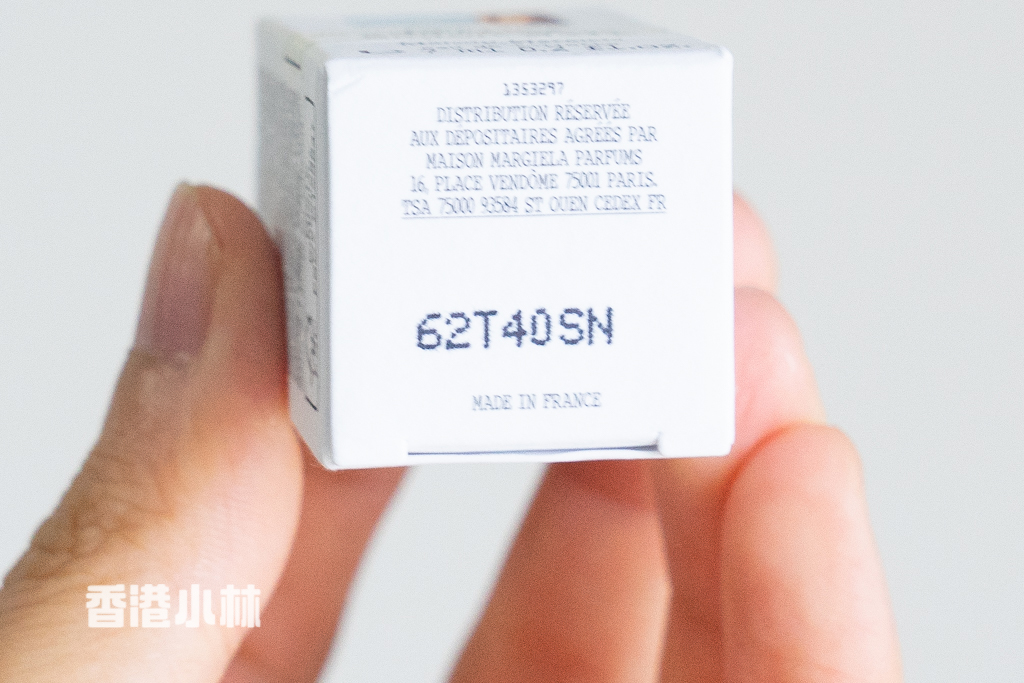 1353297
DISTRIBUTION RÉSERVÉE
AUX DÉPOSITAIRES AGRÉÉS PAR
MAISON MARGIELA PARFUMS
16, PLACE VENDÔME 75001 PARIS.
TSA 75000 93584 ST OUEN CEDEX FR
62T40SN
MADE IN FRANCE
香港小林